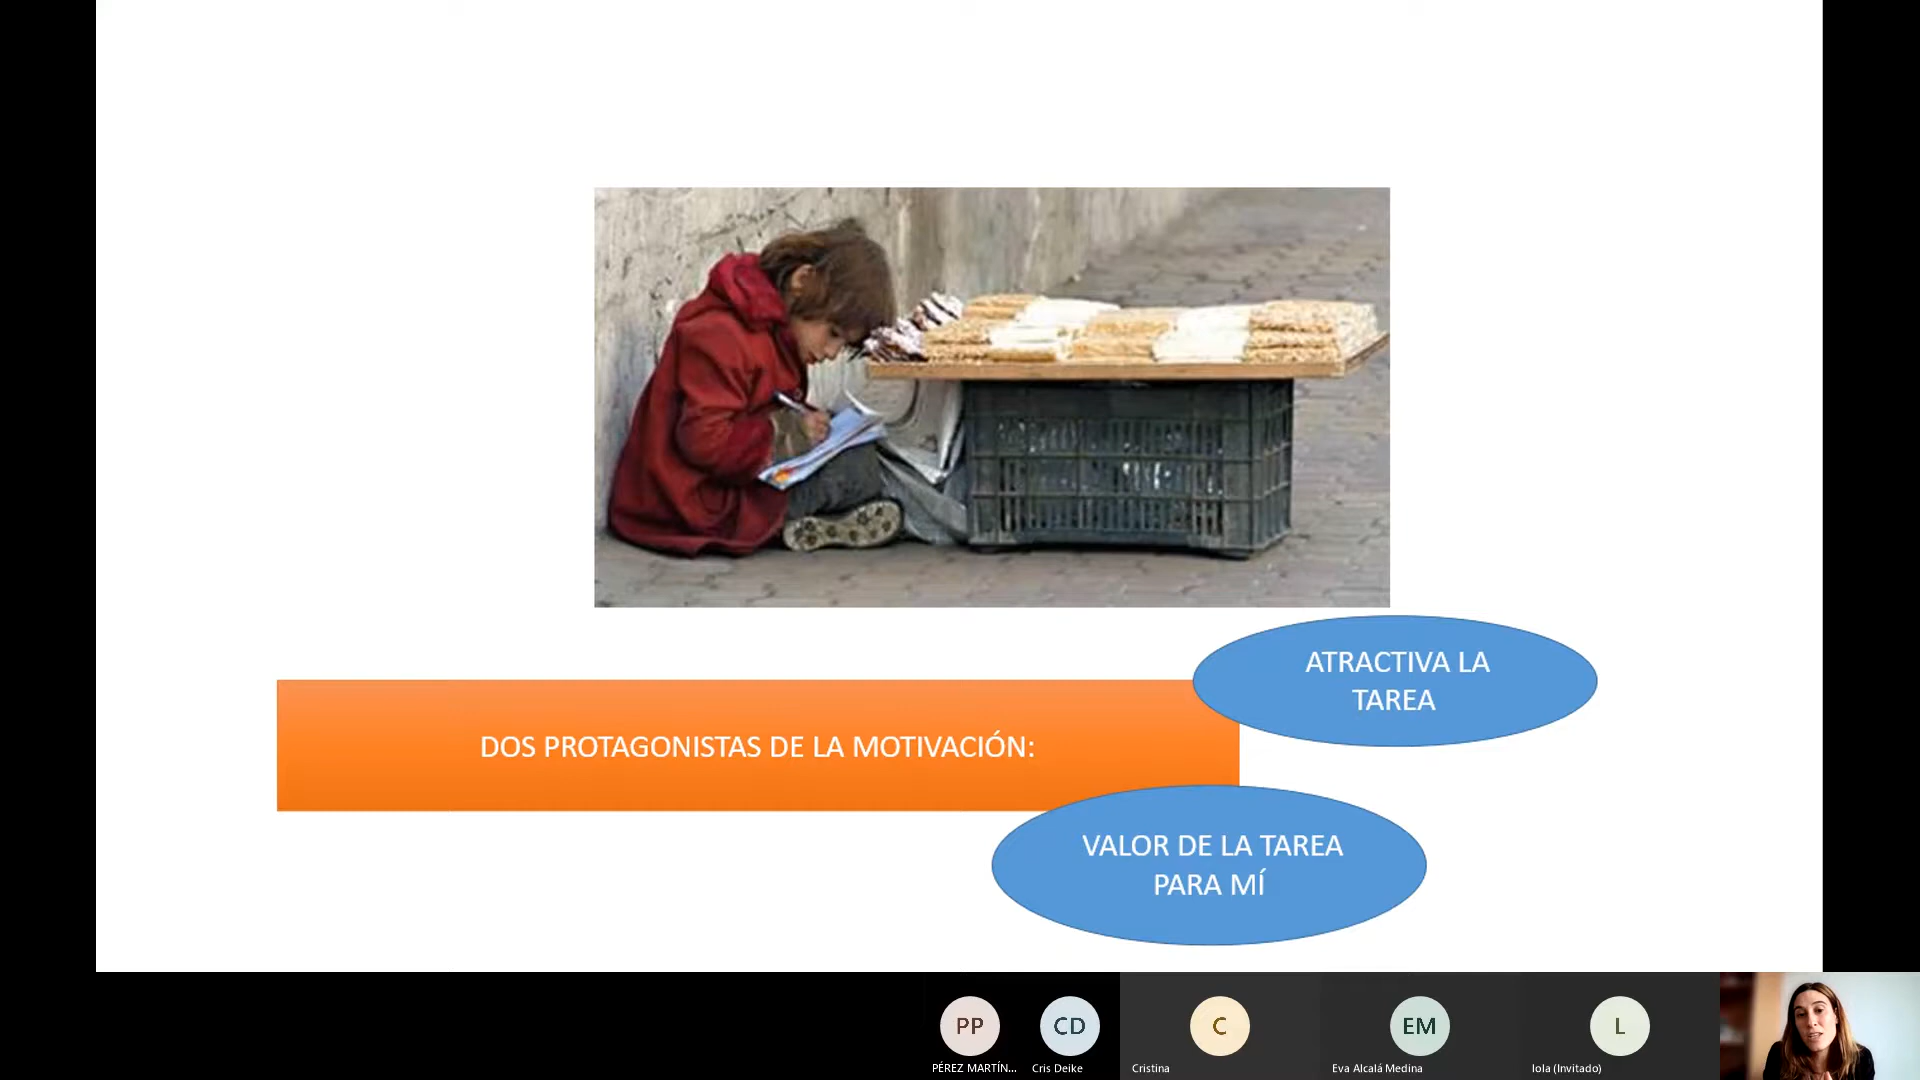 ATRACTIVA LA
TAREA
DOS PROTAGONISTAS DE LA MOTIVACIÓN:
VALOR DE LA TAREA
PARA MÍ
PP
CD
C
EM
L
PÉREZ MARTÍN...
Cris Deike
Cristina
Eva Alcalá Medina
lola (Invitado)